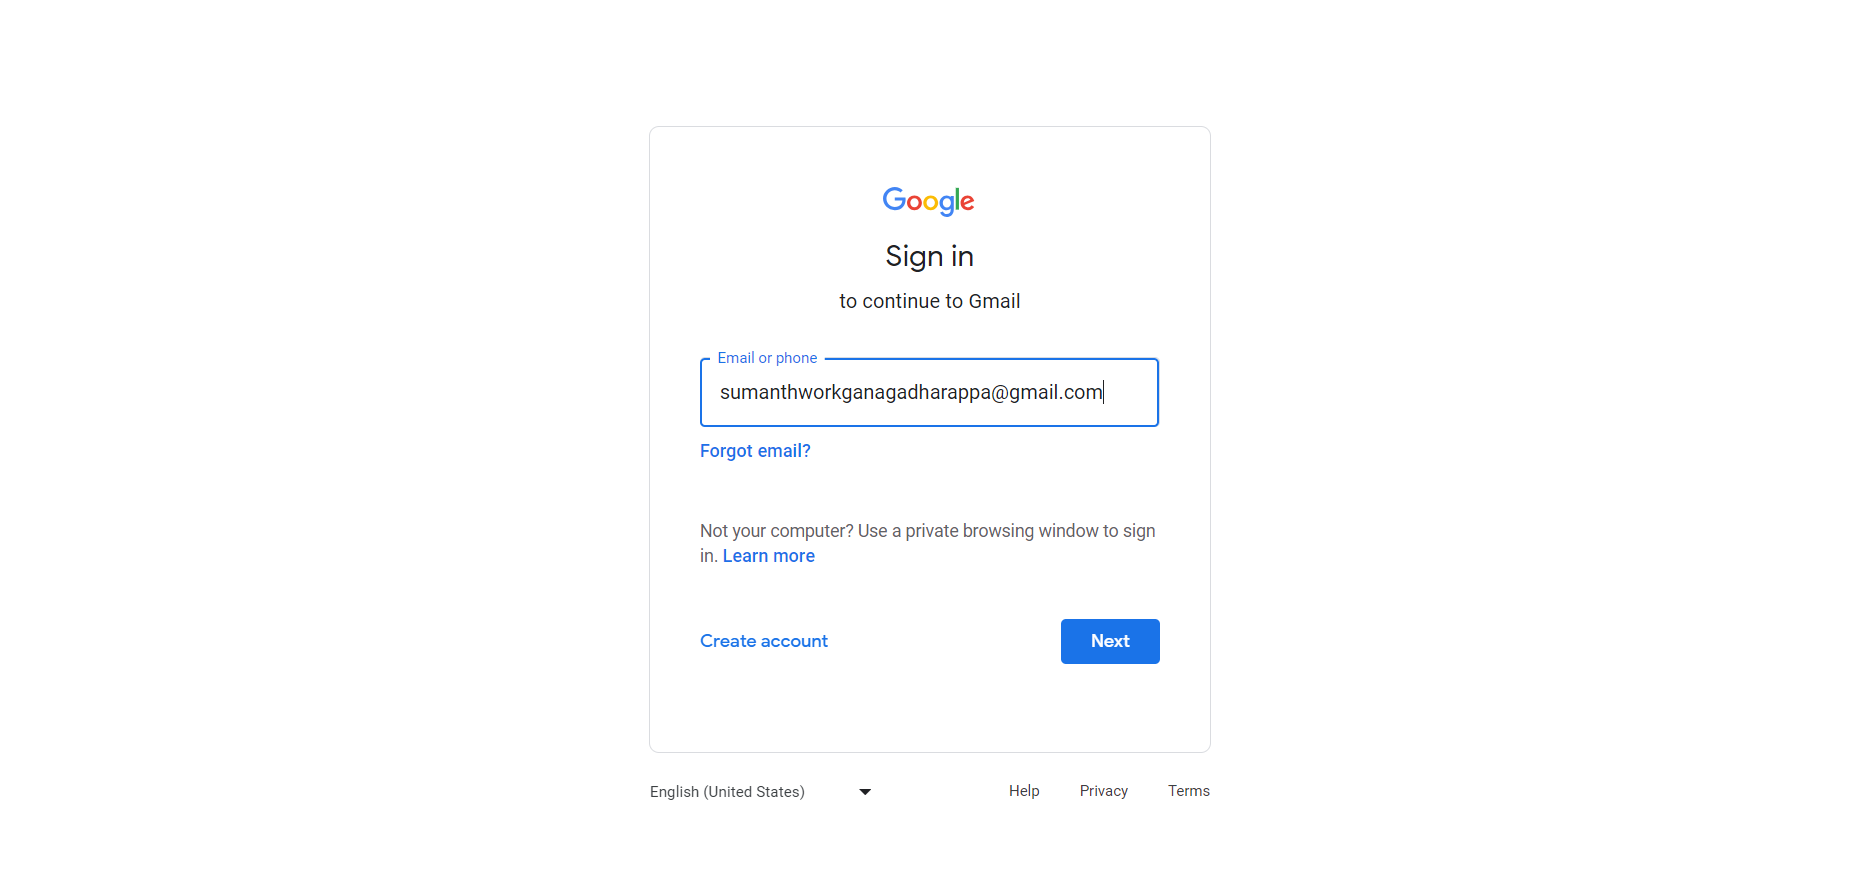 Google
Sign in
to continue to Gmail
Email or phone
sumanthworkganagadharappa@gmail.com
Forgot email?
Not your computer? Use a private browsing window to sign
in. Learn more
Create account
Next
English (United States)
Help
Privacy
Terms